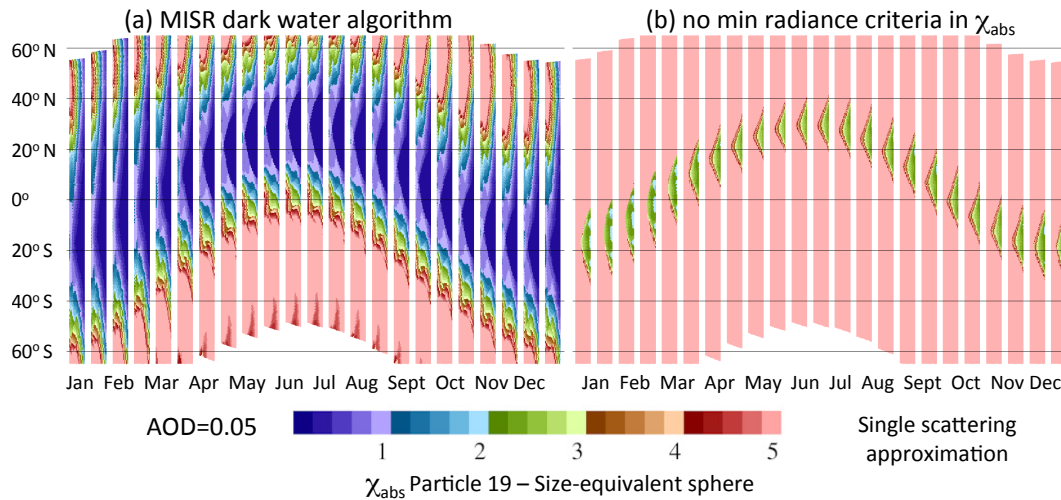 (a) MISR dark water algorithm
(b) no min radiance criteria in χabs
60° N
40° N
20° N
0°
20° S
40° S
60° S
Jan Feb Mar Apr May Jun Jul Aug Sept Oct Nov Dec
Jan Feb Mar Apr May Jun Jul Aug Sept Oct Nov Dec
AOD=0.05
1 2 3 4 5
Single scattering
approximation
χabs Particle 19 – Size-equivalent sphere